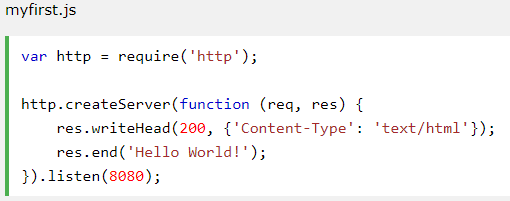 myfirst.js
var http = require('http');
http.createServer(function (req, res) {
    res.writeHead(200, {'Content-Type': 'text/html'});
    res.end('Hello World!');
}).listen(8080);